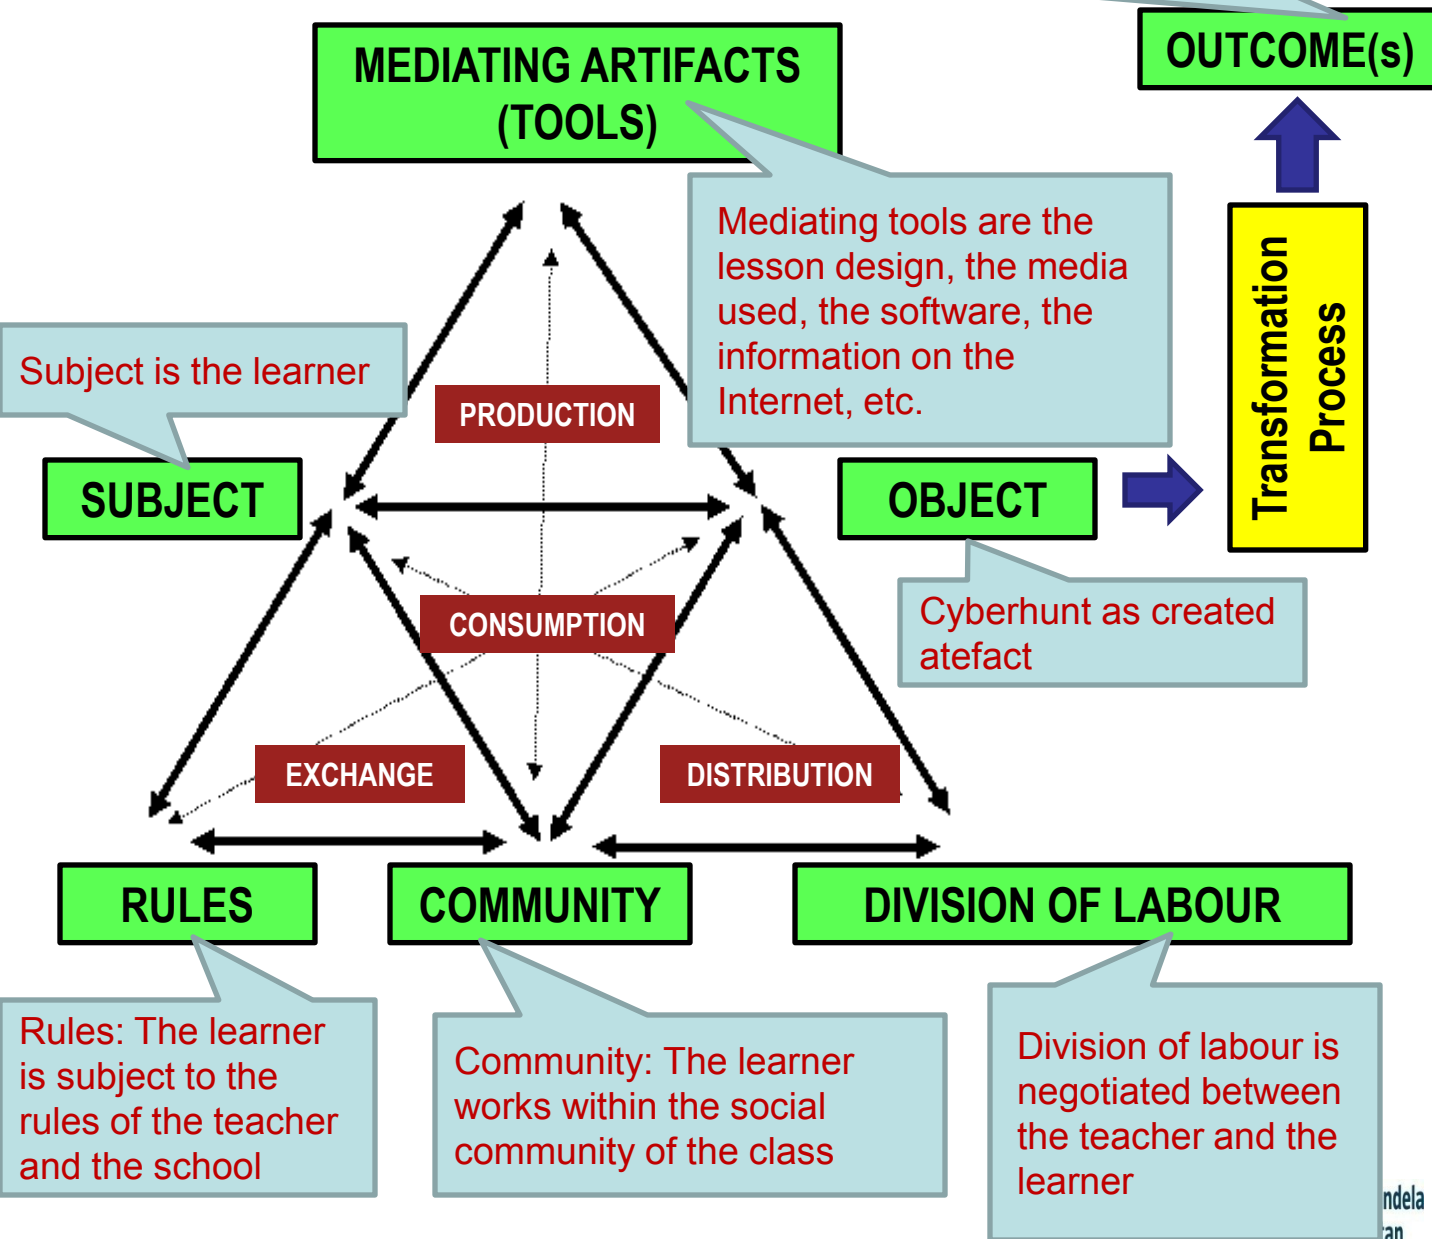 OUTCOME(s)
MEDIATING ARTIFACTS
(TOOLS)
Mediating tools are the
lesson design, the media
used, the software, the
information on the
Internet, etc.
Transformation
Process
Subject is the learner
PRODUCTION
SUBJECT
OBJECT
Cyberhunt as created
atefact
CONSUMPTION
EXCHANGE
DISTRIBUTION
RULES
COMMUNITY
DIVISION OF LABOUR
Rules: The learner
is subject to the
rules of the teacher
and the school
Community: The learner
works within the social
community of the class
Division of labour is
negotiated between
the teacher and the
learner
ndela